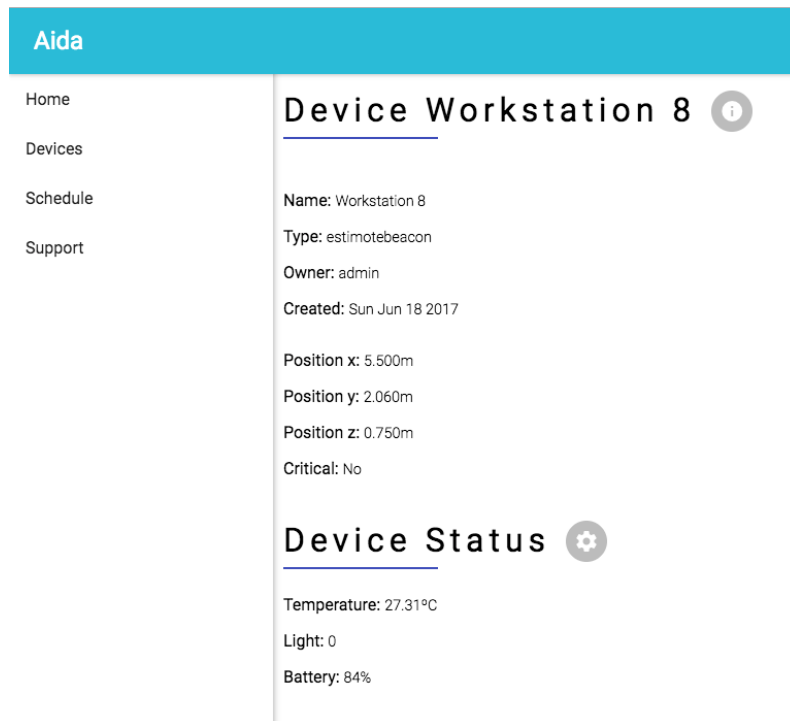 Aida
Home
Devices
Schedule
Support
Device Workstation 8
Name: Workstation 8
Type: estimotebeacon
Owner: admin
Created: Sun Jun 18 2017
Position x: 5.500m
Position y: 2.060m
Position z: 0.750m
Critical: No
Device Status
Temperature: 27.31ºC
Light: 0
Battery: 84%